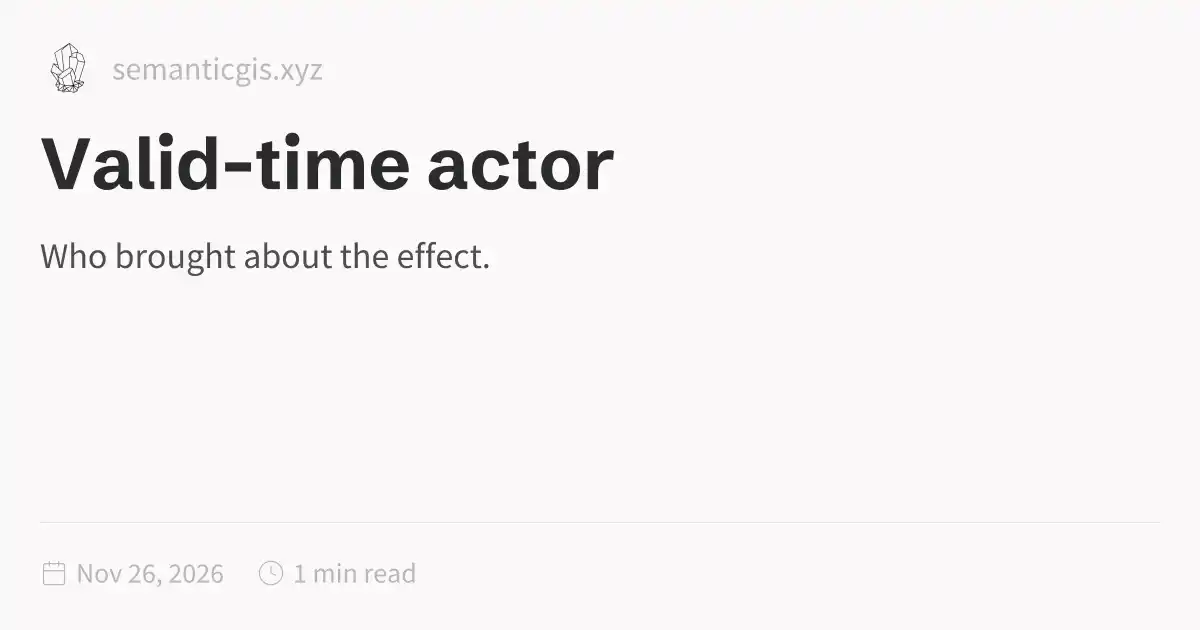 semanticgis.xyz
Valid-time actor
Who brought about the effect.
Nov 26, 2026 1 min read